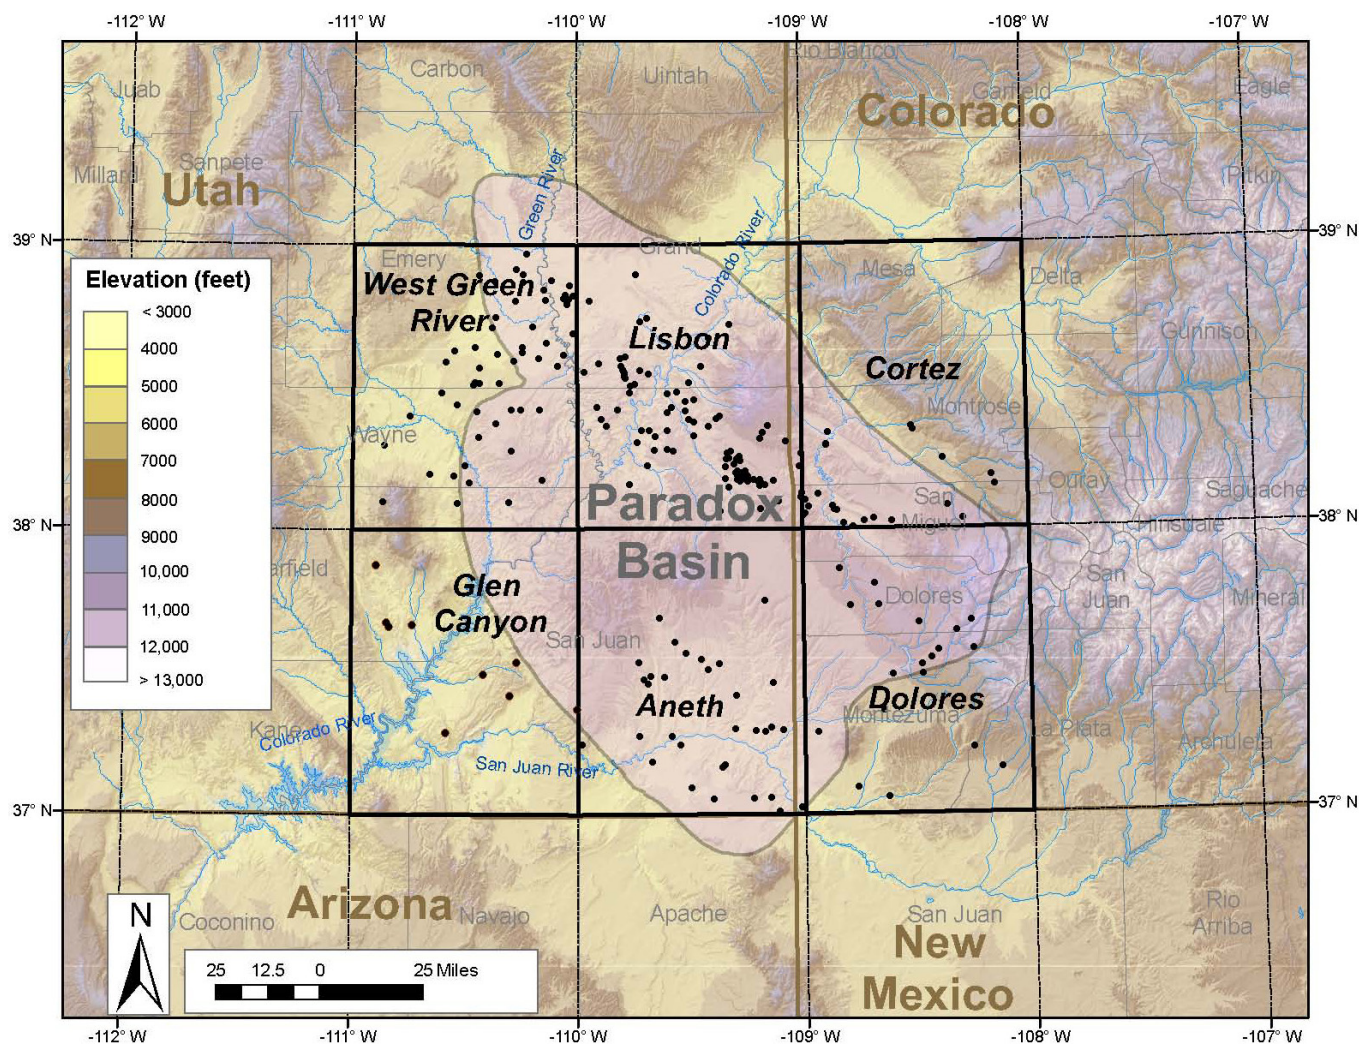 -112° W
-111° W
-110° W
-109° W
-108° W
-107° W
Rio Blanco
Carbon
Uintah
Juab
Garfield
Eagle
Colorado
Sanpete
Millard
Utah
Pitkin
Green River
Colorado River
39° N
39° N
Grand
Emery
Mesa
Delta
Elevation (feet)
< 3000
4000
5000
6000
7000
8000
9000
10,000
11,000
12,000
> 13,000
West Green
River
Lisbon
Gunnison
Cortez
Montrose
Wayne
Ouray
Saguache
San
Miguel
Hinsdale
Paradox
Basin
38° N
38° N
arfield
Glen
Canyon
San Juan
Dolores
San
Juan
Mineral
Aneth
Dolores
Montezuma
La Plata
Archuleta
Kane
Colorado River
San Juan River
37° N
37° N
N
Coconino
Arizona
Navajo
Apache
San Juan
New
Mexico
Rio
Arriba
25
12.5
0
25 Miles
-112° W
-111° W
-110° W
-109° W
-108° W
-107° W